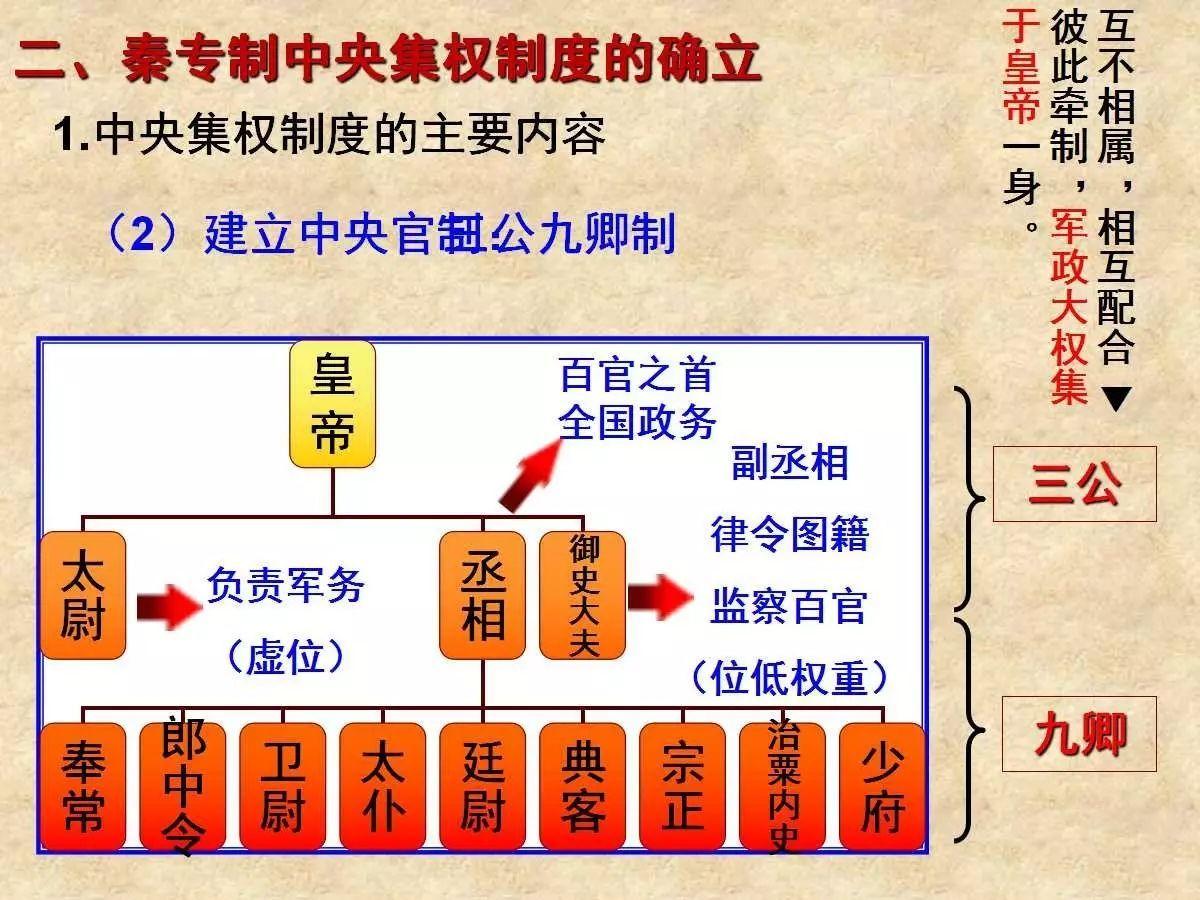 二、秦专制中央集权制度的确立
1.中央集权制度的主要内容
（2）建立中央官制：三公九卿制
互不相属，相互配合▼
彼此牵制，军政大权集
于皇帝一身。
皇帝
百官之首
全国政务
太尉
负责军务
（虚位）
丞相
御史大夫
副丞相
律令图籍
监察百官
（位低权重）
三公
奉常
郎中令
卫尉
太仆
廷尉
典客
宗正
治粟内史
少府
九卿